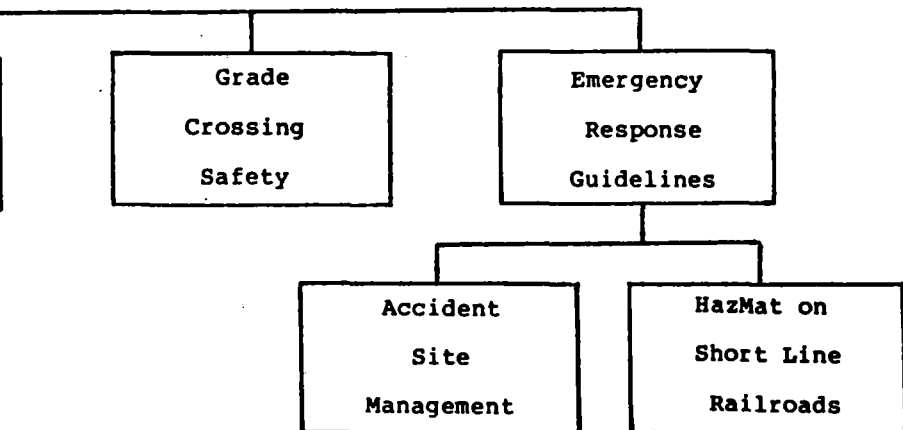 Grade
Crossing
Safety
Emergency
Response
Guidelines
Accident
Site
Management
HazMat on
Short Line
Railroads